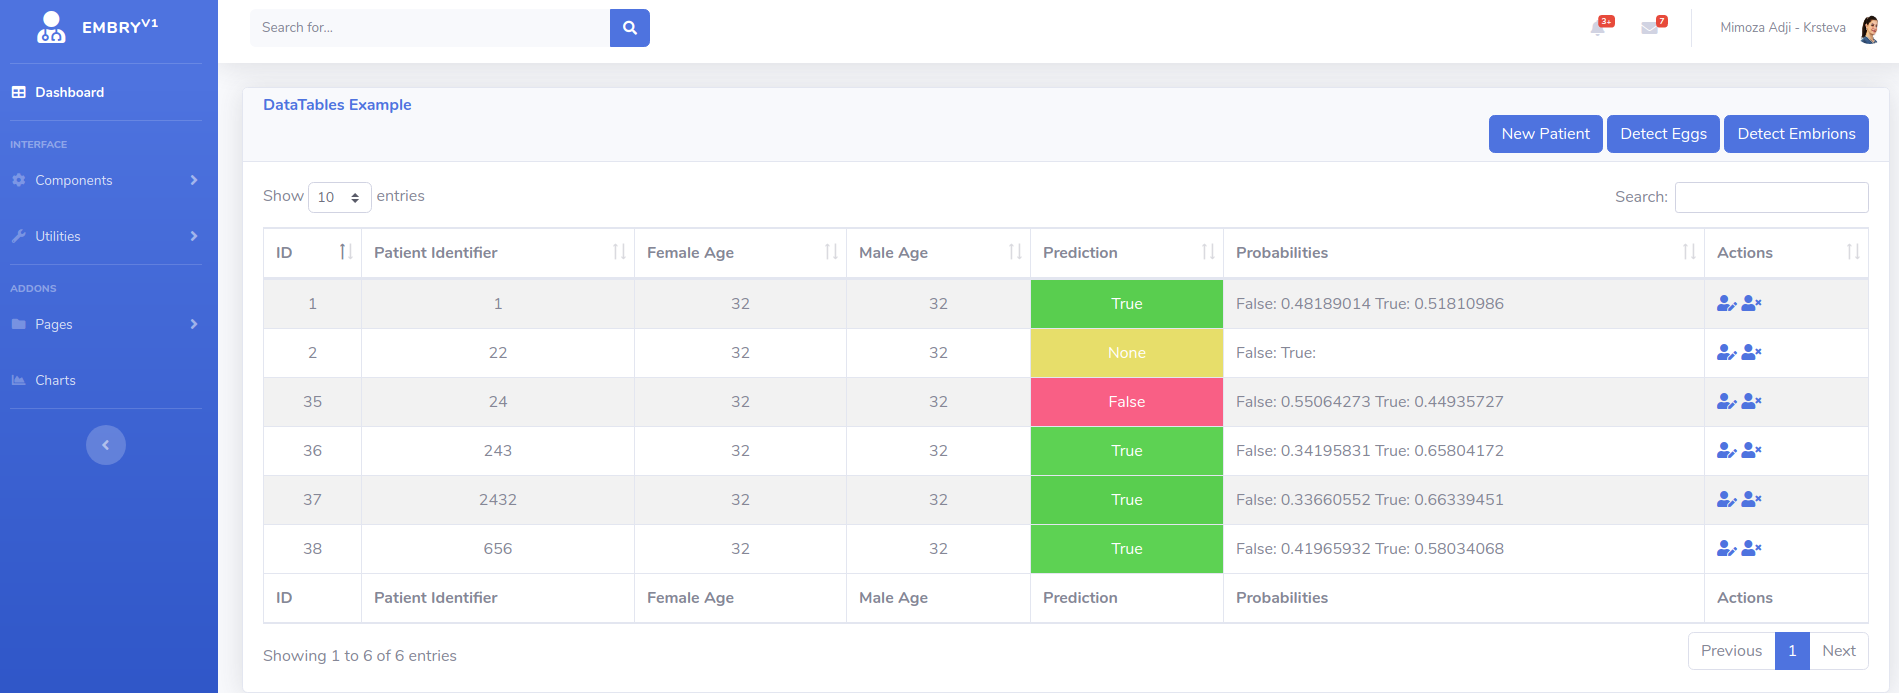 EMBRYV1
Search for...
3+
7
Mimoza Adji - Krsteva
Dashboard
INTERFACE
Components
Utilities
ADDONS
Pages
Charts
DataTables Example
New Patient Detect Eggs Detect Embrions
Show 10 entries
Search:
ID Patient Identifier Female Age Male Age Prediction Probabilities Actions
1 1 32 32 True False: 0.48189014 True: 0.51810986
2 22 32 32 None False: True:
35 24 32 32 False False: 0.55064273 True: 0.44935727
36 243 32 32 True False: 0.34195831 True: 0.65804172
37 2432 32 32 True False: 0.33660552 True: 0.66339451
38 656 32 32 True False: 0.41965932 True: 0.58034068
ID Patient Identifier Female Age Male Age Prediction Probabilities Actions
Showing 1 to 6 of 6 entries
Previous 1 Next